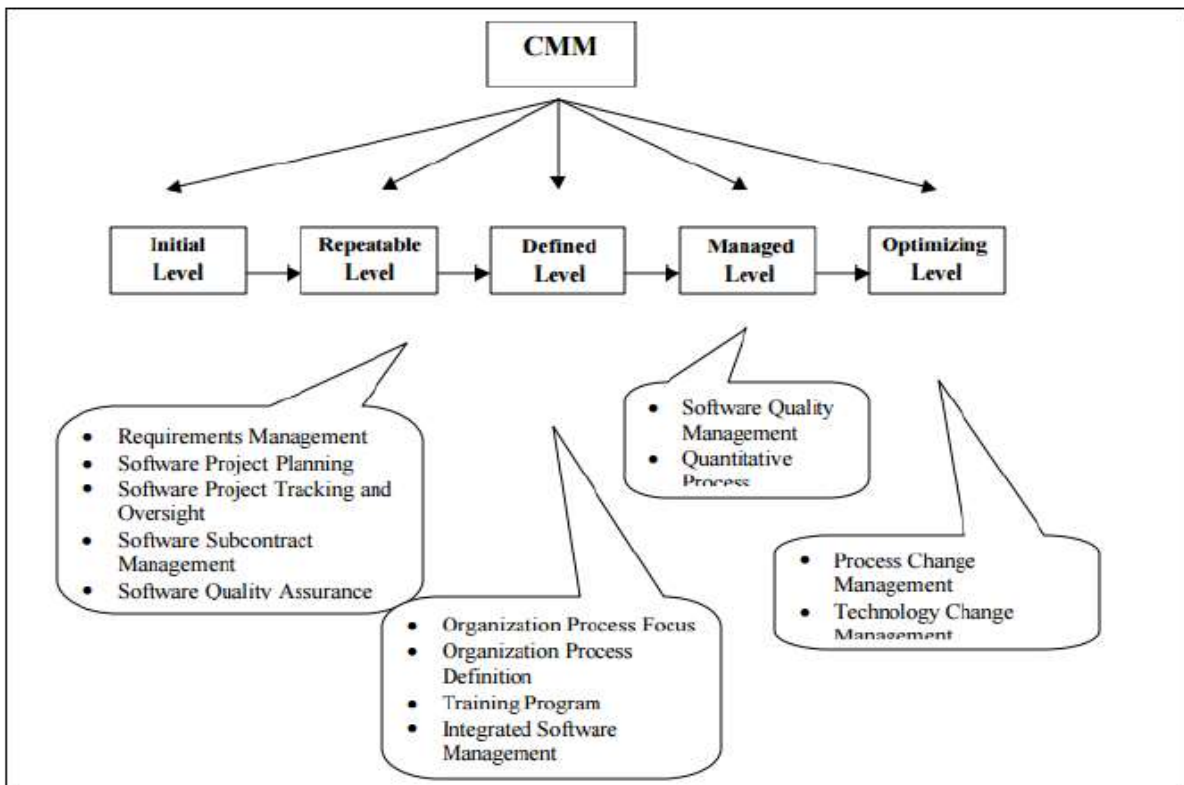 CMM
Initial
Level
Repeatable
Level
Defined
Level
Managed
Level
Optimizing
Level
• Requirements Management
• Software Project Planning
• Software Project Tracking and
Oversight
• Software Subcontract
Management
• Software Quality Assurance
• Software Quality
Management
• Quantitative
Process
• Organization Process Focus
• Organization Process
Definition
• Training Program
• Integrated Software
Management
• Process Change
Management
• Technology Change
Management